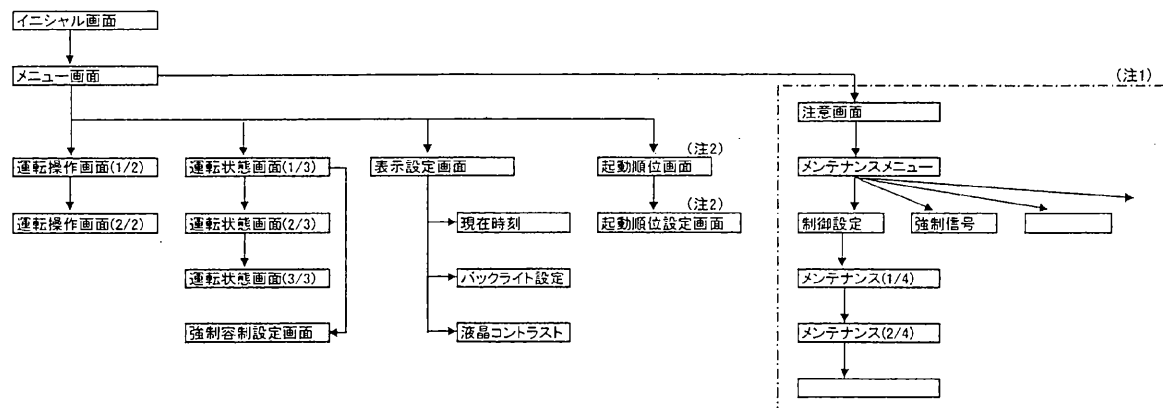 イニシャル画面
メニュー画面
(注1)
注意画面
運転操作画面(1/2)
運転状態画面(1/3)
表示設定画面
(注2)
起動順位画面
メンテナンスメニュー
運転操作画面(2/2)
運転状態画面(2/3)
現在時刻
(注2)
起動順位設定画面
制御設定
強制信号
運転状態画面(3/3)
バックライト設定
メンテナンス(1/4)
強制容制設定画面
液晶コントラスト
メンテナンス(2/4)